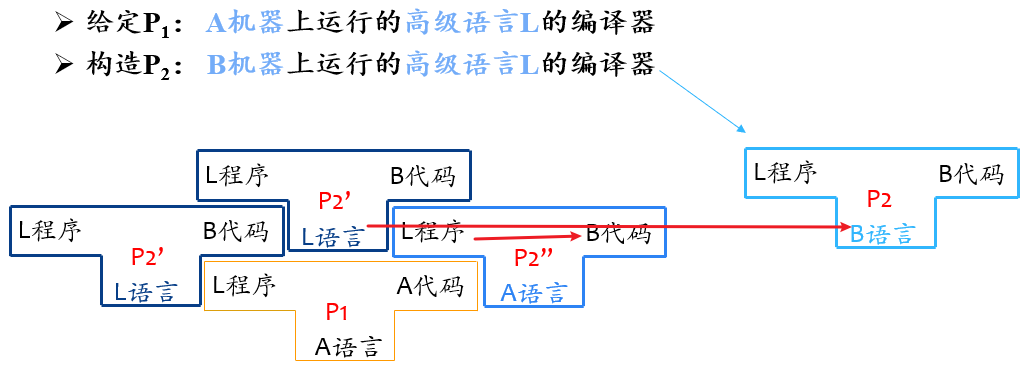 ➢ 给定P₁： A机器上运行的高级语言L的编译器
➢ 构造P₂： B机器上运行的高级语言L的编译器
L程序 B代码
P2’
L语言
L程序 B代码
P2’
L语言
L程序 A代码
P1
A语言
L程序 B代码
P2’’
A语言
L程序 B代码
P2
B语言